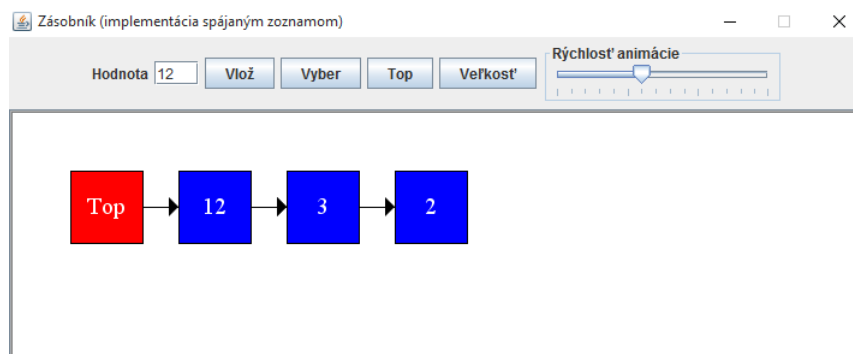 Zásobník (implementácia spájaným zoznamom)
Rýchlosť animácie
Hodnota 12 Vlož Vyber Top Veľkosť
Top 12 3 2